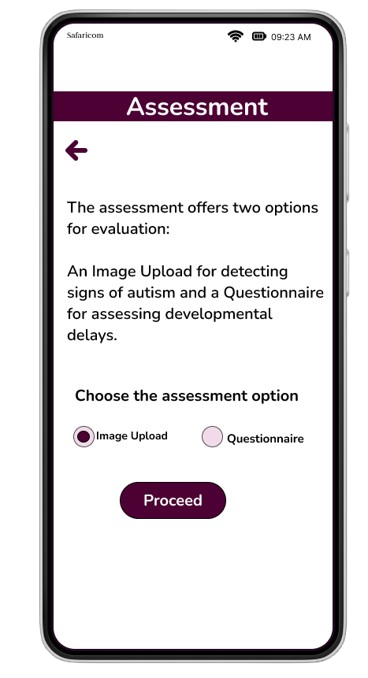 Safaricom
09:23 AM
Assessment
The assessment offers two options
for evaluation:
An Image Upload for detecting
signs of autism and a Questionnaire
for assessing developmental
delays.
Choose the assessment option
Image Upload
Questionnaire
Proceed